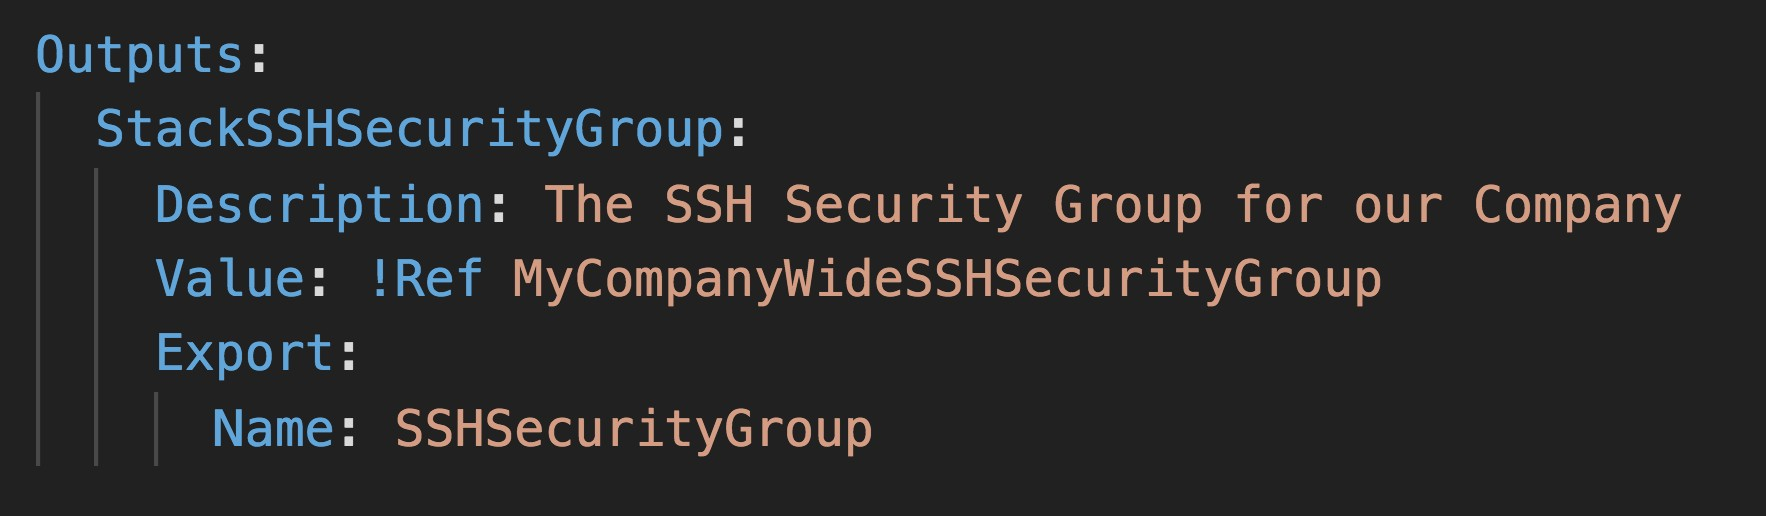 Outputs:
  StackSSHSecurityGroup:
    Description: The SSH Security Group for our Company
    Value: !Ref MyCompanyWideSSHSecurityGroup
    Export:
      Name: SSHSecurityGroup